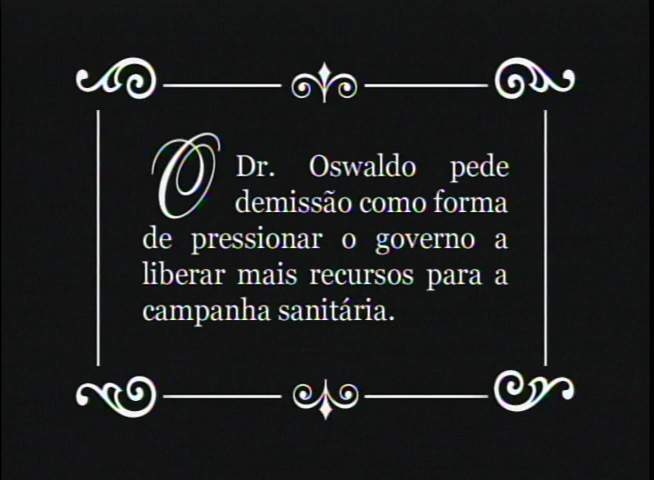 O Dr. Oswaldo pede
demissão como forma
de pressionar o governo a
liberar mais recursos para a
campanha sanitária.